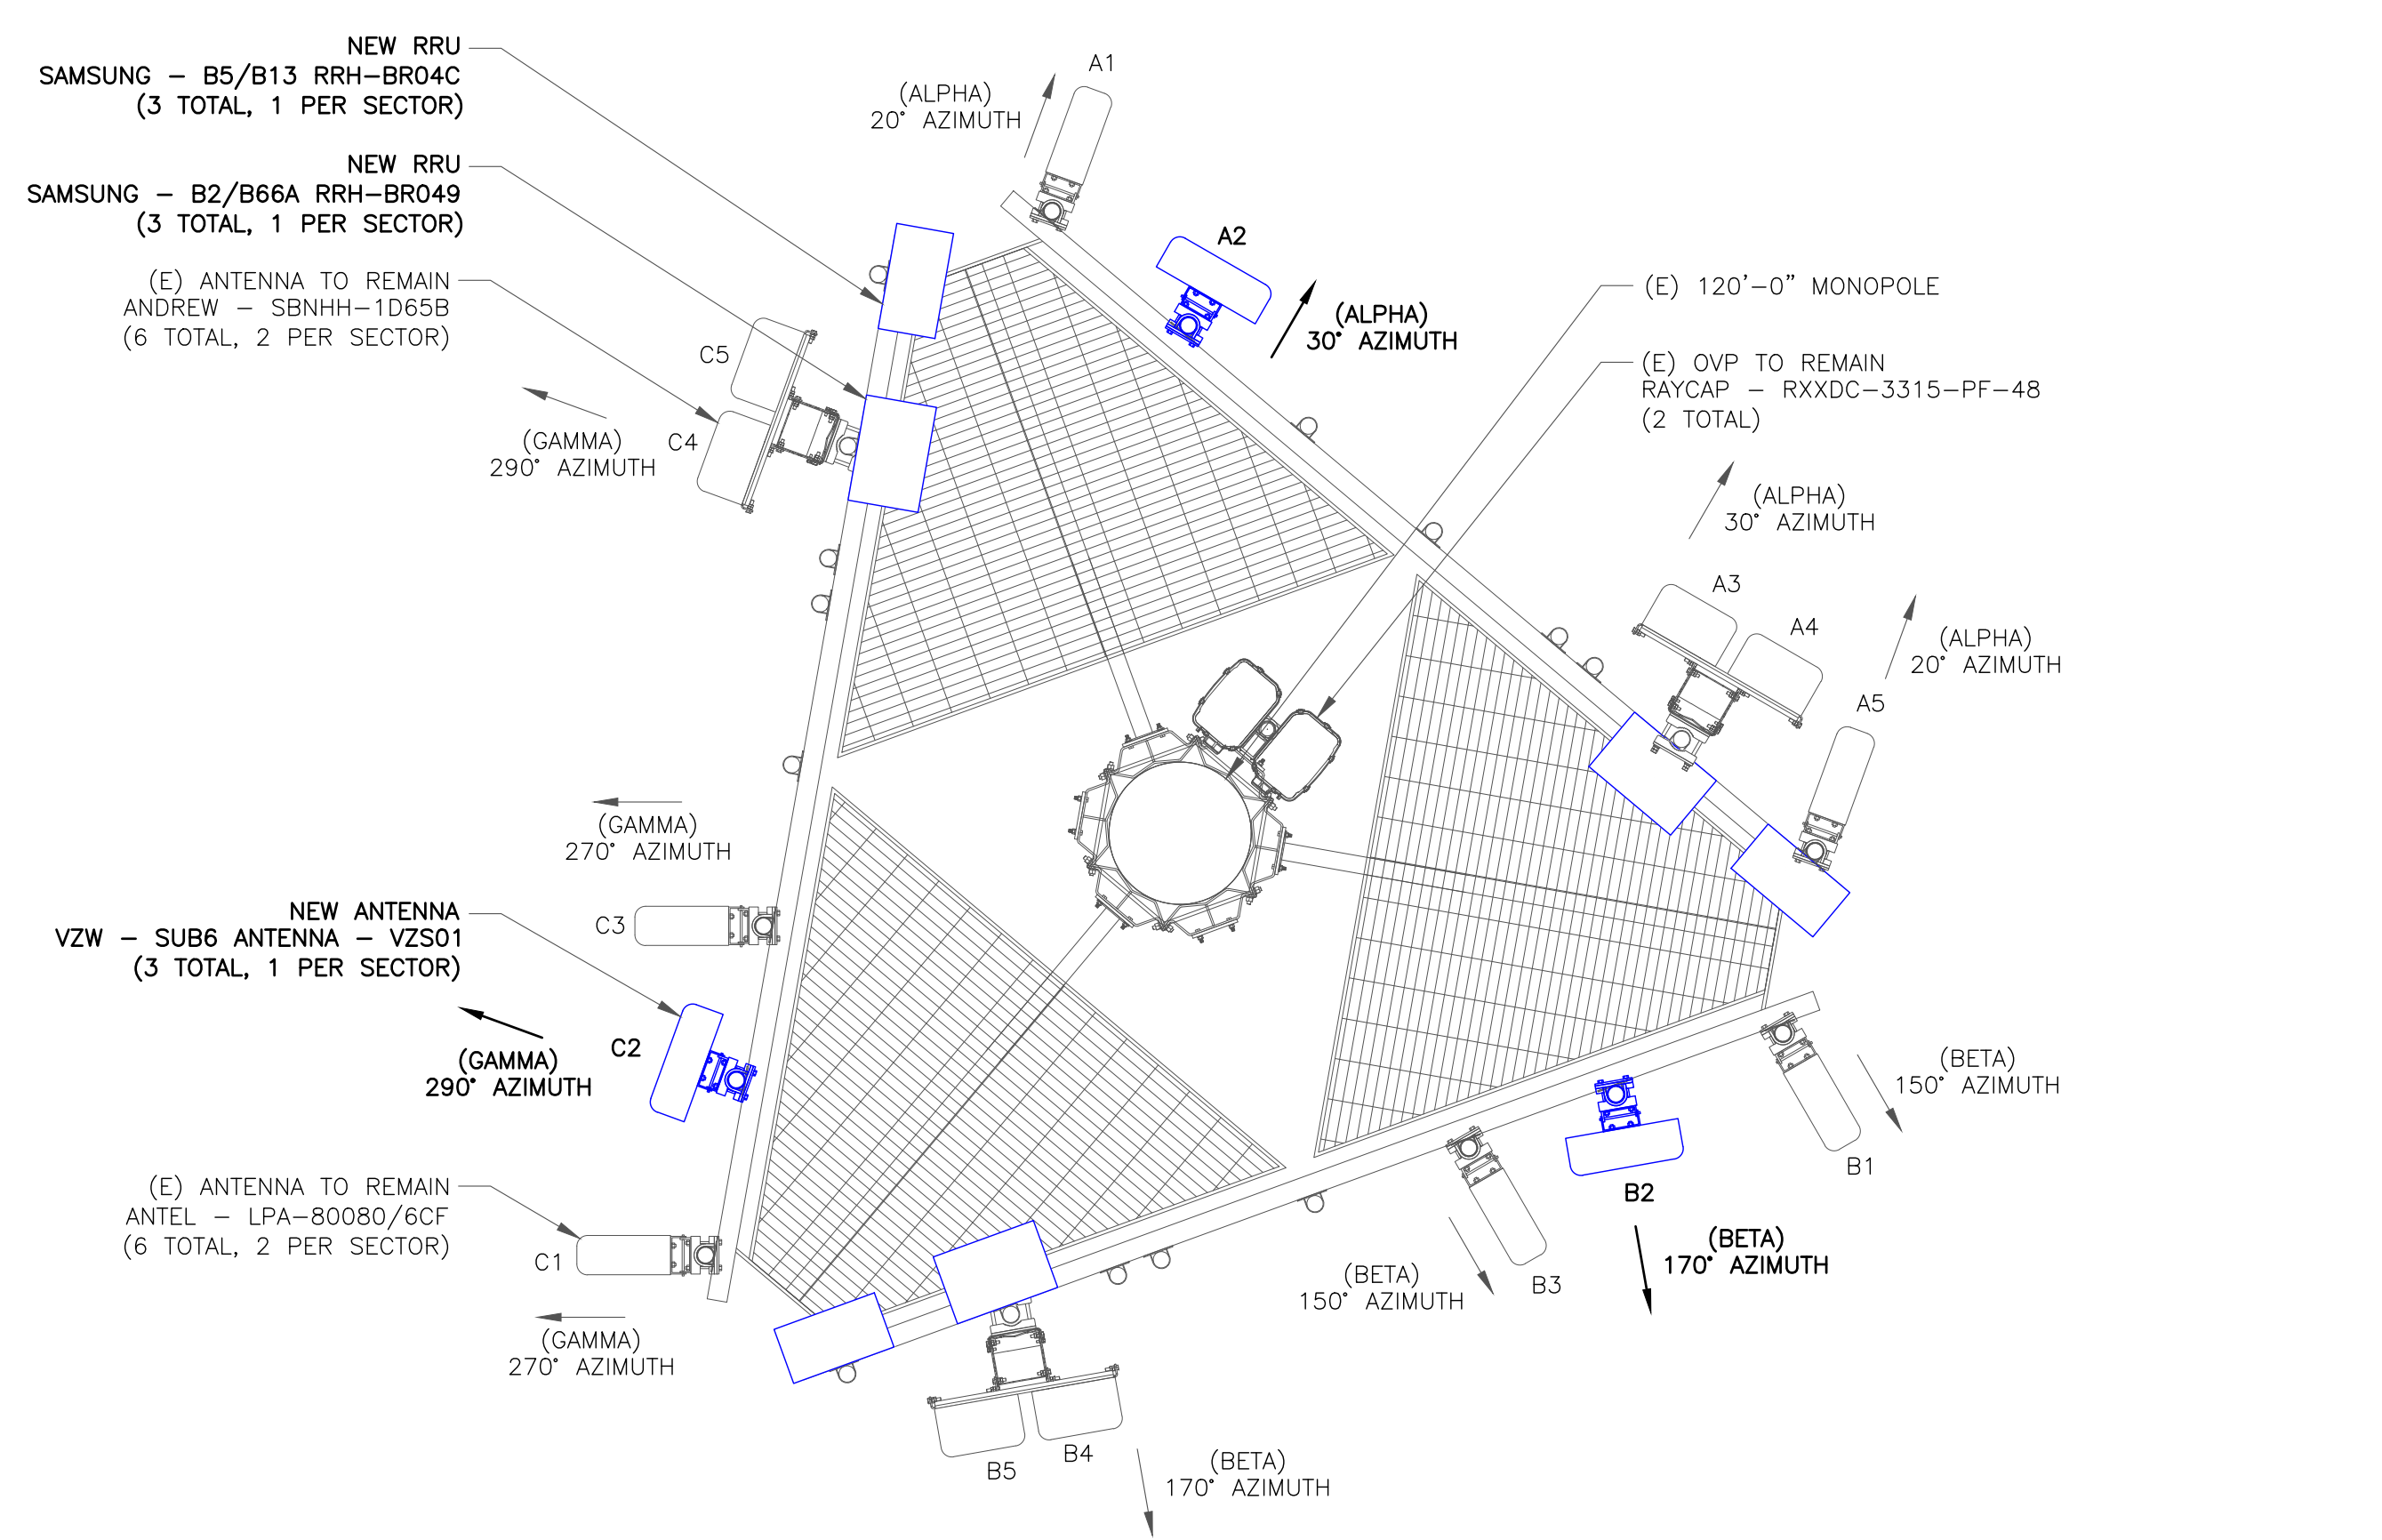 NEW RRU
SAMSUNG - B5/B13 RRH-BR04C
(3 TOTAL, 1 PER SECTOR)
NEW RRU
SAMSUNG - B2/B66A RRH-BR049
(3 TOTAL, 1 PER SECTOR)
(E) ANTENNA TO REMAIN
ANDREW - SBNHH-1D65B
(6 TOTAL, 2 PER SECTOR)
A1
(ALPHA)
20° AZIMUTH
A2
(ALPHA)
30° AZIMUTH
(E) 120'-0" MONOPOLE
(E) OVP TO REMAIN
RAYCAP - RXXDC-3315-PF-48
(2 TOTAL)
C5
C4
(GAMMA)
290° AZIMUTH
(ALPHA)
30° AZIMUTH
A3
A4
(ALPHA)
20° AZIMUTH
A5
(GAMMA)
270° AZIMUTH
C3
NEW ANTENNA
VZW - SUB6 ANTENNA - VZS01
(3 TOTAL, 1 PER SECTOR)
C2
(GAMMA)
290° AZIMUTH
(BETA)
150° AZIMUTH
B1
B2
(BETA)
170° AZIMUTH
(E) ANTENNA TO REMAIN
ANTEL - LPA-80080/6CF
(6 TOTAL, 2 PER SECTOR)
C1
(GAMMA)
270° AZIMUTH
(BETA)
150° AZIMUTH
B3
B5
B4
(BETA)
170° AZIMUTH